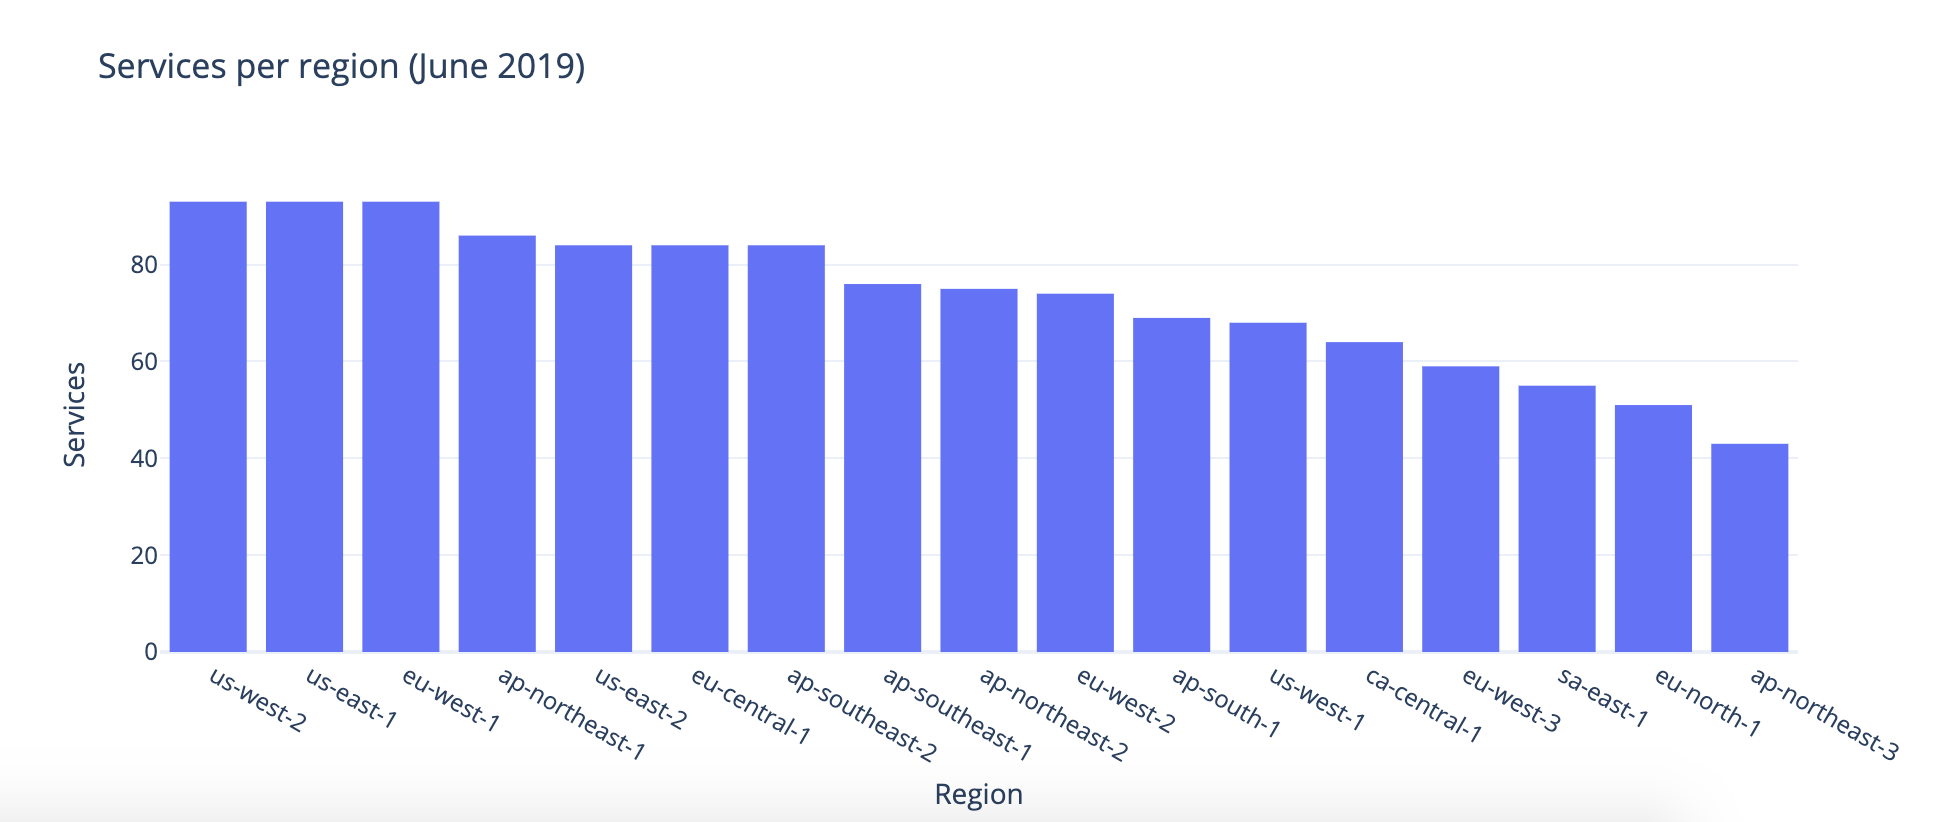 Services per region (June 2019)
Services
80
60
40
20
0
us-west-2
us-east-1
eu-west-1
ap-northeast-1
us-east-2
eu-central-1
ap-southeast-2
ap-southeast-1
ap-northeast-2
eu-west-2
ap-south-1
us-west-1
ca-central-1
eu-west-3
sa-east-1
eu-north-1
ap-northeast-3
Region